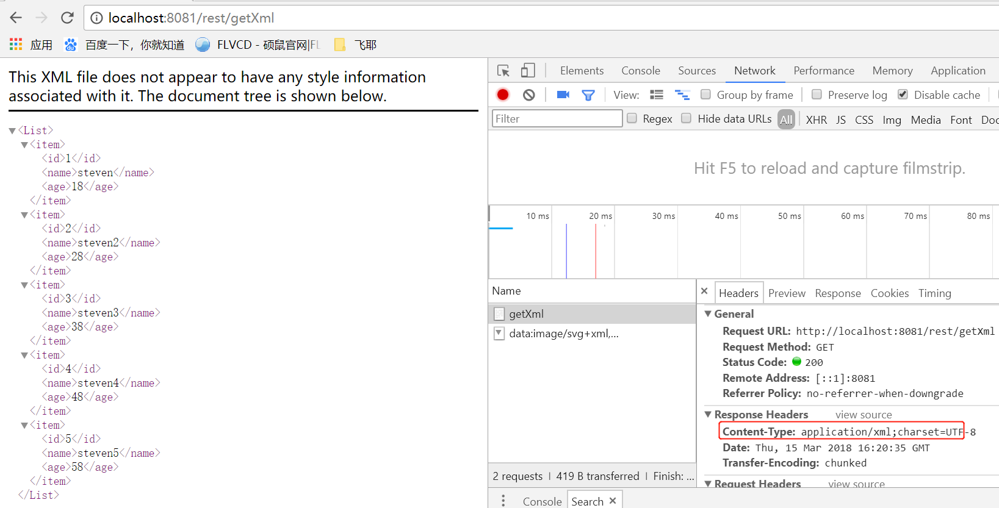 localhost:8081/rest/getXml
应用 百度一下，你就知道 FLVCD - 硕鼠官网|FL 飞耶
This XML file does not appear to have any style information
associated with it. The document tree is shown below.
<List>
<item>
<id>1</id>
<name>steven</name>
<age>18</age>
</item>
<item>
<id>2</id>
<name>steven2</name>
<age>28</age>
</item>
<item>
<id>3</id>
<name>steven3</name>
<age>38</age>
</item>
<item>
<id>4</id>
<name>steven4</name>
<age>48</age>
</item>
<item>
<id>5</id>
<name>steven5</name>
<age>58</age>
</item>
</List>
Elements Console Sources Network Performance Memory Application
View: Group by frame Preserve log Disable cache
Filter Regex Hide data URLs All XHR JS CSS Img Media Font Doc
Hit F5 to reload and capture filmstrip.
10 ms 20 ms 30 ms 40 ms 50 ms 60 ms 70 ms 80 ms
Name
getXml
data:image/svg+xml,...
2 requests | 419 B transferred | Finish: ...
× Headers Preview Response Cookies Timing
General
Request URL: http://localhost:8081/rest/getXml
Request Method: GET
Status Code: 200
Remote Address: [::1]:8081
Referrer Policy: no-referrer-when-downgrade
Response Headers view source
Content-Type: application/xml;charset=UTF-8
Date: Thu, 15 Mar 2018 16:20:35 GMT
Transfer-Encoding: chunked
Request Headers view source
Console Search ×